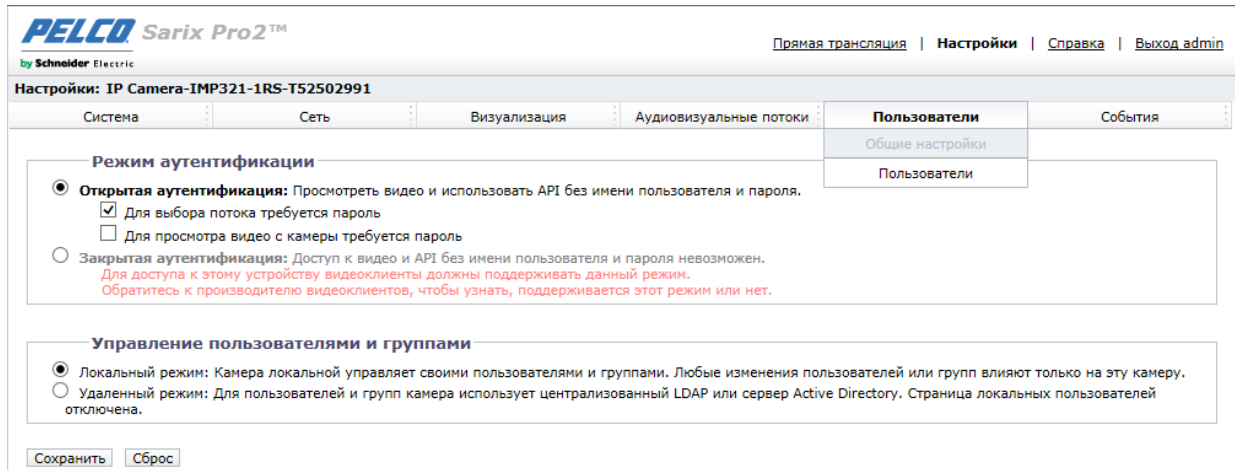 PELCO Sarix Pro2™
by Schneider Electric
Прямая трансляция | Настройки | Справка | Выход admin
Настройки: IP Camera-IMP321-1RS-T52502991
Система Сеть Визуализация Аудиовизуальные потоки Пользователи События
Общие настройки
Пользователи
Режим аутентификации
Открытая аутентификация: Просмотреть видео и использовать API без имени пользователя и пароля.
Для выбора потока требуется пароль
Для просмотра видео с камеры требуется пароль
Закрытая аутентификация: Доступ к видео и API без имени пользователя и пароля невозможен.
Для доступа к этому устройству видеоклиенты должны поддерживать данный режим.
Обратитесь к производителю видеоклиентов, чтобы узнать, поддерживается этот режим или нет.
Управление пользователями и группами
Локальный режим: Камера локальной управляет своими пользователями и группами. Любые изменения пользователей или групп влияют только на эту камеру.
Удаленный режим: Для пользователей и групп камера использует централизованный LDAP или сервер Active Directory. Страница локальных пользователей
отключена.
Сохранить Сброс